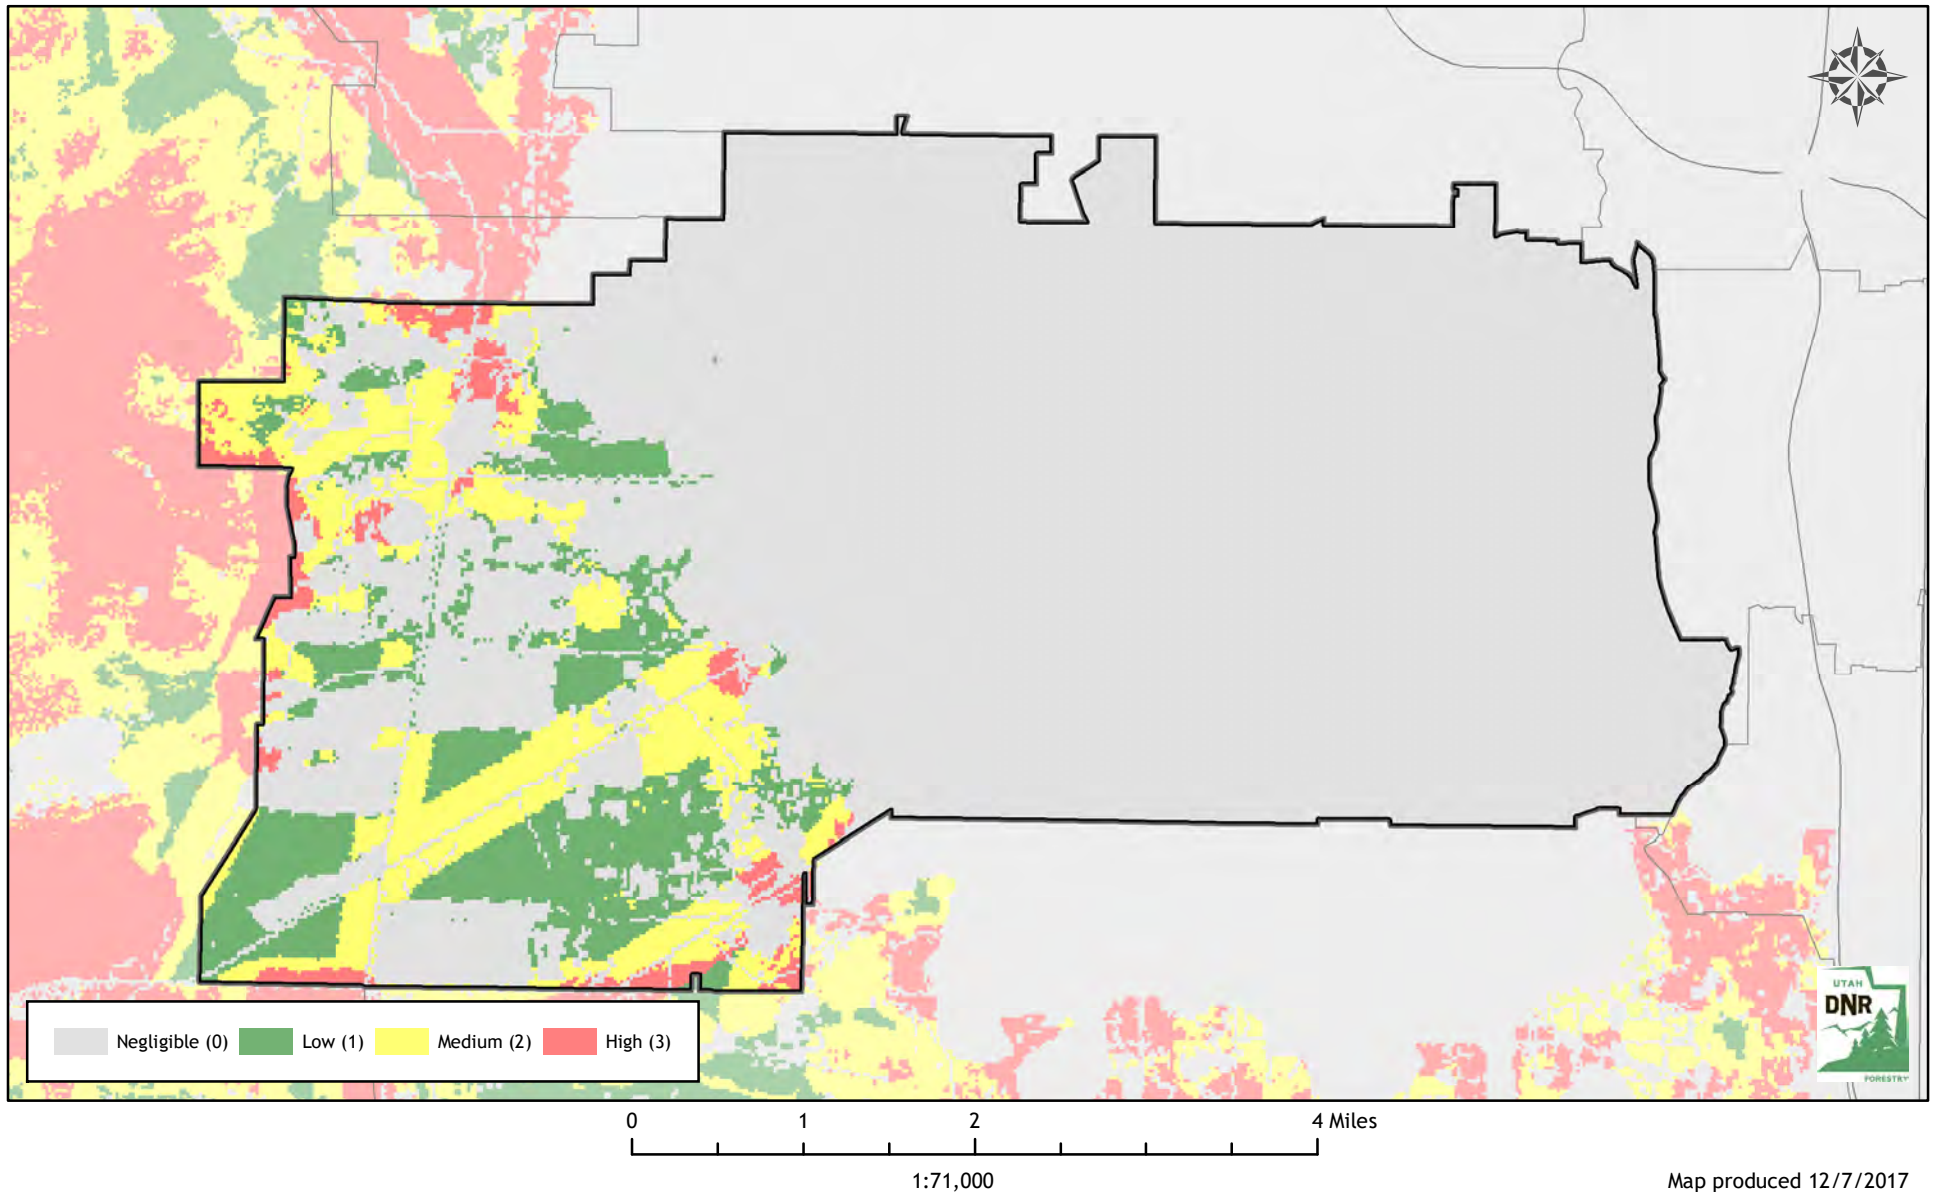 UTAH
DNR
FORESTRY
Negligible (0) Low (1) Medium (2) High (3)
0 1 2 4 Miles
1:71,000
Map produced 12/7/2017